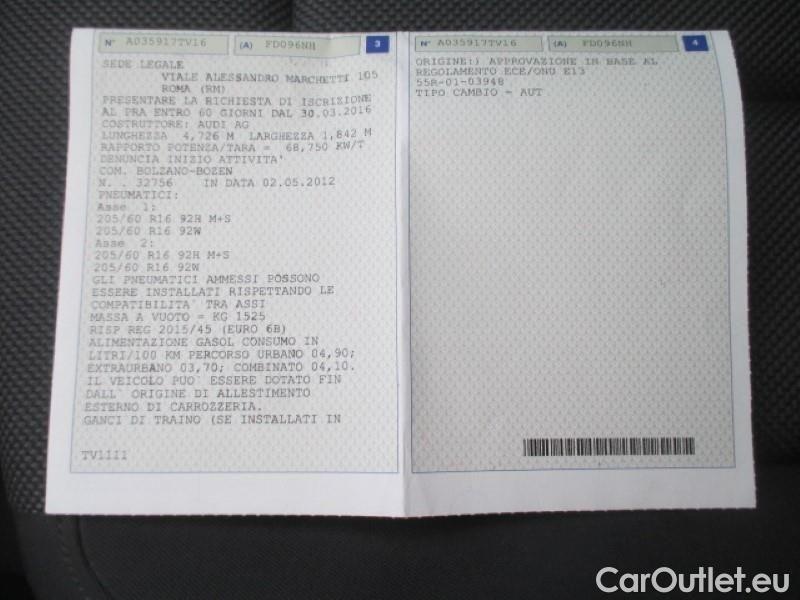 N° A035917TV16 (A) FD096NH 3
SEDE LEGALE
VIALE ALESSANDRO MARCHETTI 105
ROMA (RM)
PRESENTARE LA RICHIESTA DI ISCRIZIONE
AL PRA ENTRO 60 GIORNI DAL 30.03.2016
COSTRUTTORE: AUDI AG
LUNGHEZZA 4,726 M LARGHEZZA 1,842 M
RAPPORTO POTENZA/TARA = 68,750 KW/T
DENUNCIA INIZIO ATTIVITA'
COM. BOLZANO-BOZEN
N. . 32756 IN DATA 02.05.2012
PNEUMATICI:
Asse 1:
205/60 R16 92H M+S
205/60 R16 92W
Asse 2:
205/60 R16 92H M+S
205/60 R16 92W
GLI PNEUMATICI AMMESSI POSSONO
ESSERE INSTALLATI RISPETTANDO LE
COMPATIBILITA` TRA ASSI
MASSA A VUOTO = KG 1525
RISP REG 2015/45 (EURO 6B)
ALIMENTAZIONE GASOL CONSUMO IN
LITRI/100 KM PERCORSO URBANO 04,90;
EXTRAURBANO 03,70; COMBINATO 04,10.
IL VEICOLO PUO` ESSERE DOTATO FIN
DALL` ORIGINE DI ALLESTIMENTO
ESTERNO DI CARROZZERIA.
GANCI DI TRAINO (SE INSTALLATI IN
TV1111
N° A035917TV16 (A) FD096NH 4
ORIGINE:) APPROVAZIONE IN BASE AL
REGOLAMENTO ECE/ONU E13
55R-01-03948
TIPO CAMBIO - AUT
CarOutlet.eu